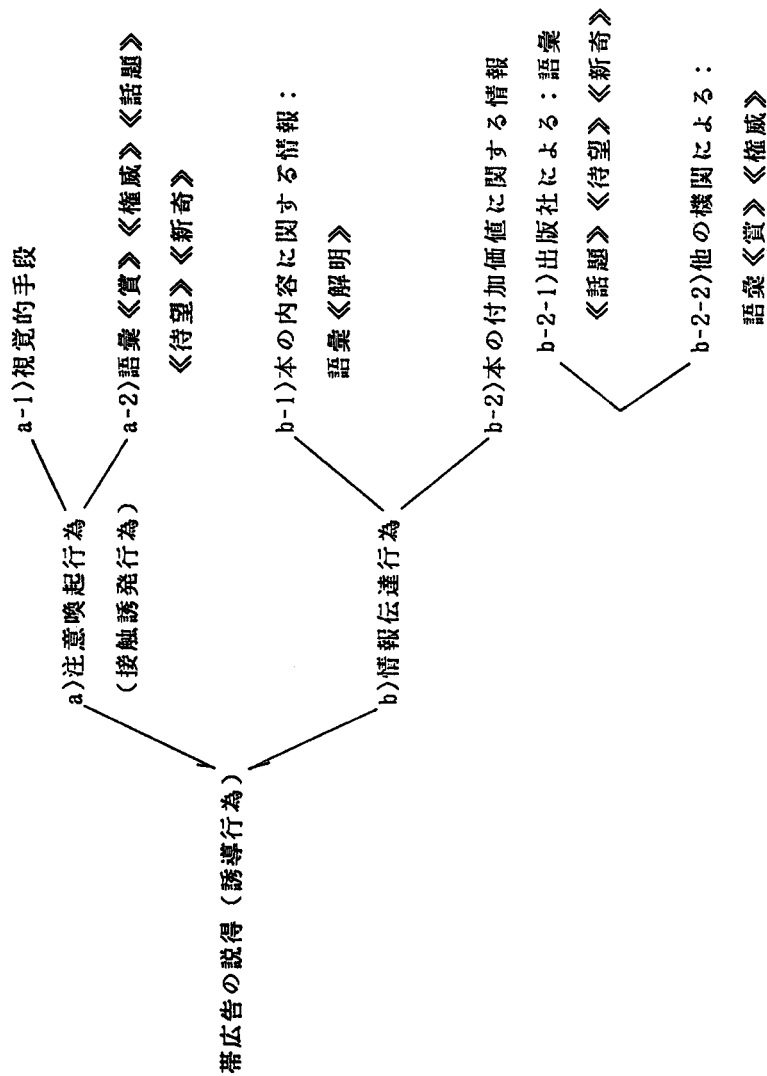 帯広告の説得(誘導行為)
a)注意喚起行為
(接触誘発行為)
a-1)視覚的手段
a-2)語彙《賞》《権威》《話題》
《待望》《新奇》
b)情報伝達行為
b-1)本の内容に関する情報:
語彙《解明》
b-2)本の付加価値に関する情報
b-2-1)出版社による:語彙
《話題》《待望》《新奇》
b-2-2)他の機関による:
語彙《賞》《権威》